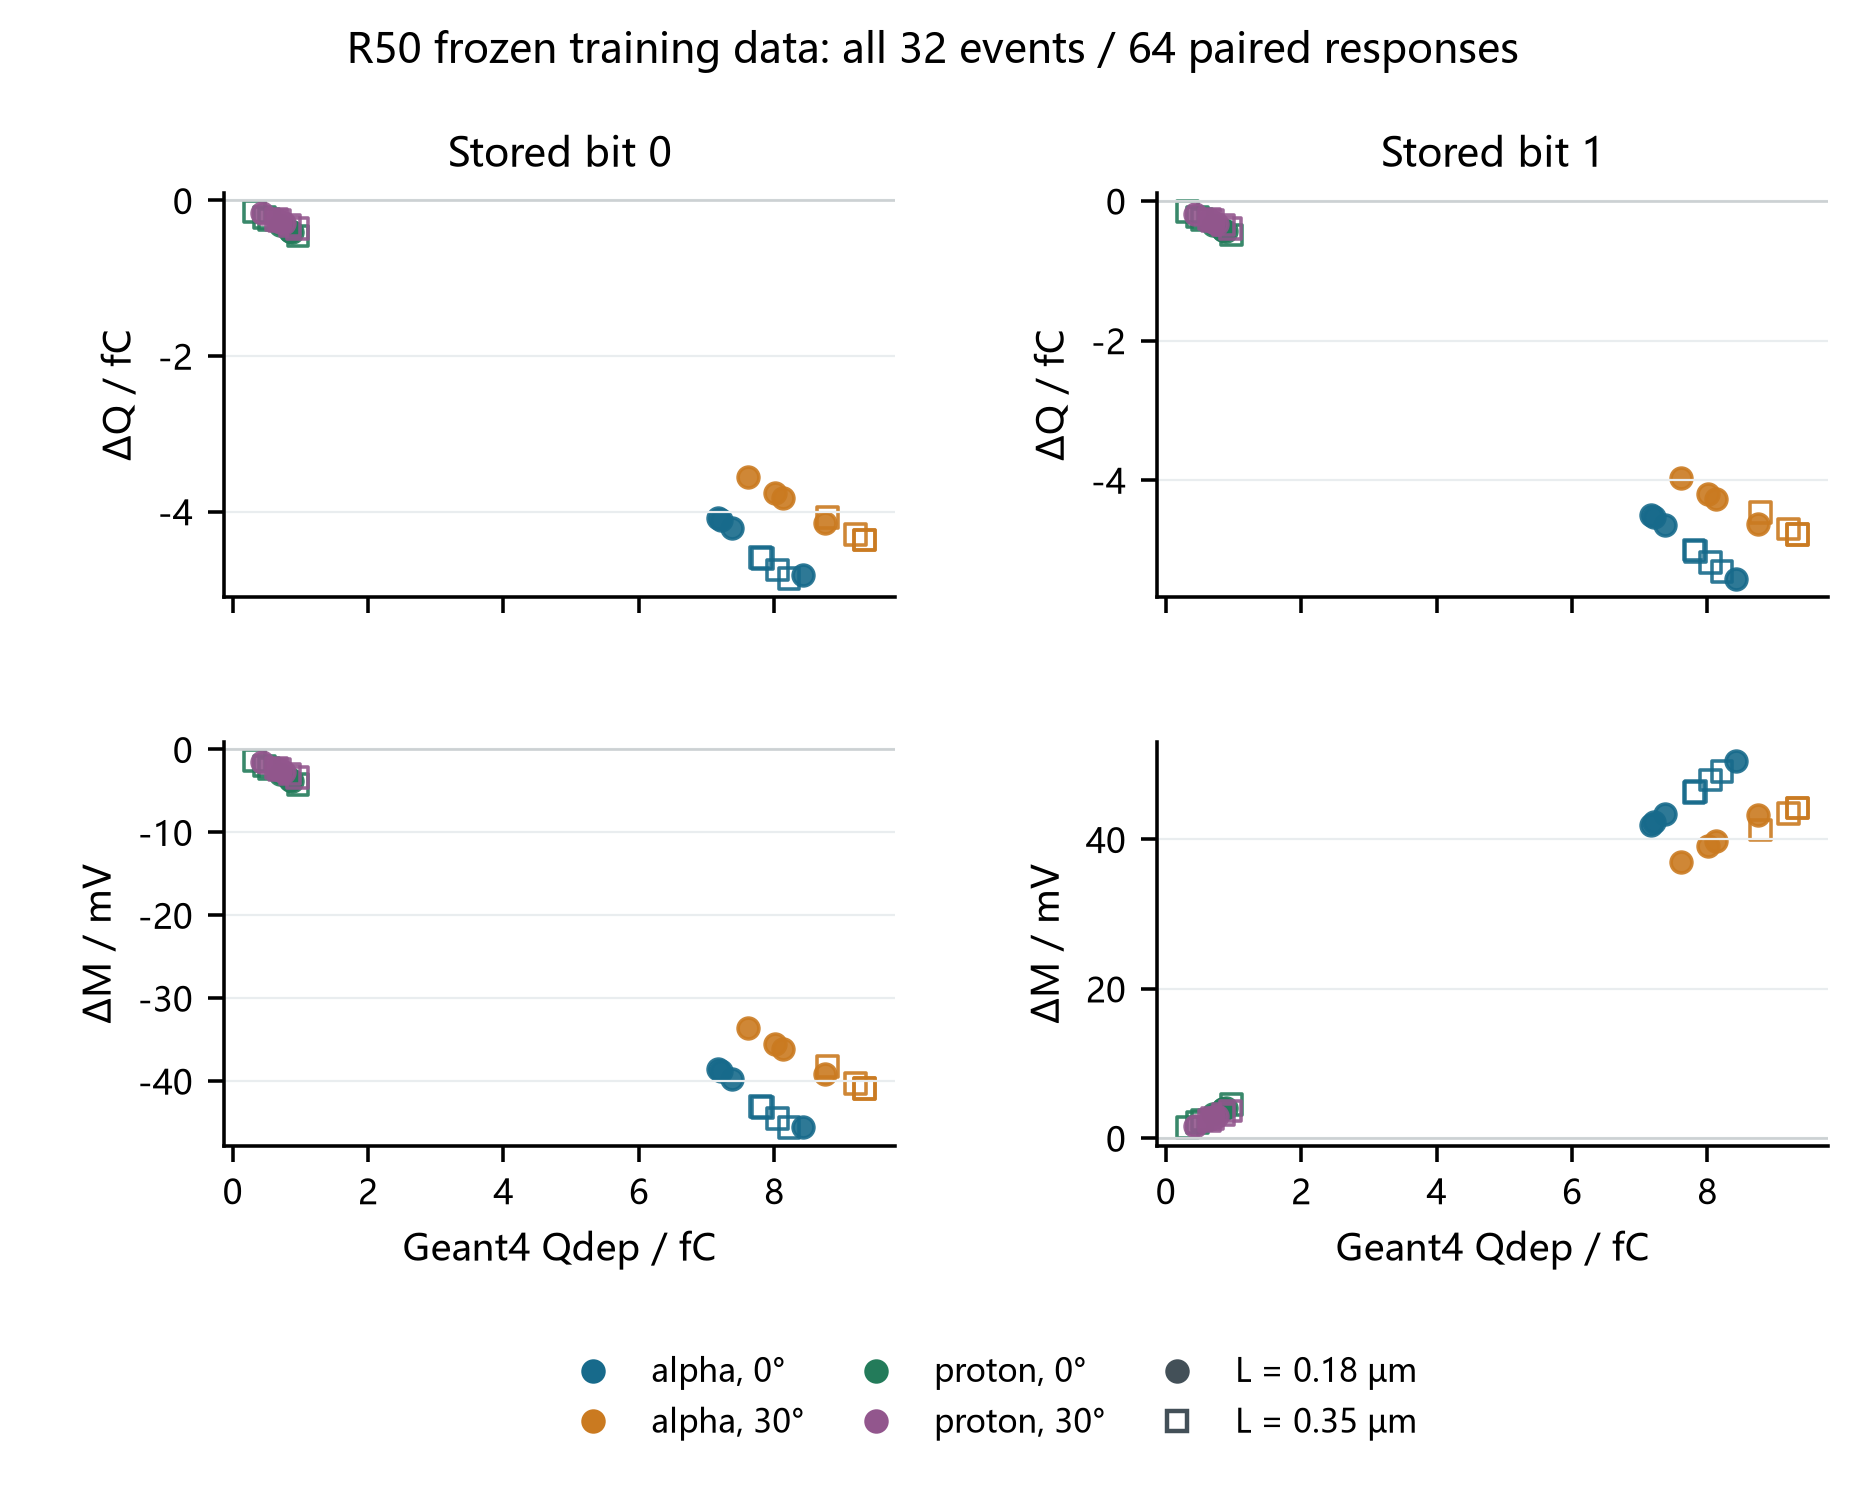 R50 frozen training data: all 32 events / 64 paired responses
Stored bit 0
Stored bit 1
0
-2
-4
ΔQ / fC
0
-2
-4
ΔQ / fC
0
-10
-20
-30
-40
ΔM / mV
0 2 4 6 8
Geant4 Qdep / fC
40
20
0
ΔM / mV
0 2 4 6 8
Geant4 Qdep / fC
alpha, 0° proton, 0° L = 0.18 μm
alpha, 30° proton, 30° L = 0.35 μm